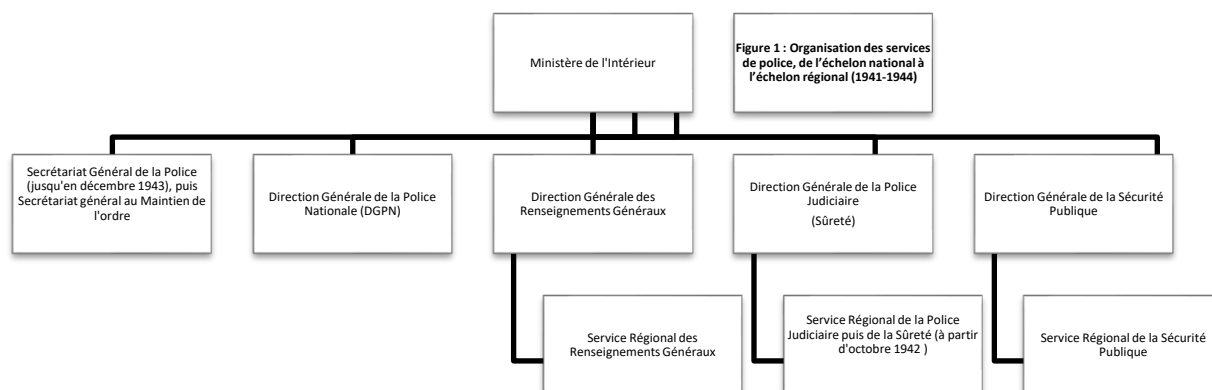 Ministère de l'Intérieur
Figure 1 : Organisation des services
de police, de l'échelon national à
l'échelon régional (1941-1944)
Secrétariat Général de la Police
(jusqu'en décembre 1943), puis
Secrétariat général au Maintien de
l'ordre
Direction Générale de la Police
Nationale (DGPN)
Direction Générale des
Renseignements Généraux
Direction Générale de la Police
Judiciaire
(Sûreté)
Direction Générale de la Sécurité
Publique
Service Régional des
Renseignements Généraux
Service Régional de la Police
Judiciaire puis de la Sûreté (à partir
d'octobre 1942 )
Service Régional de la Sécurité
Publique